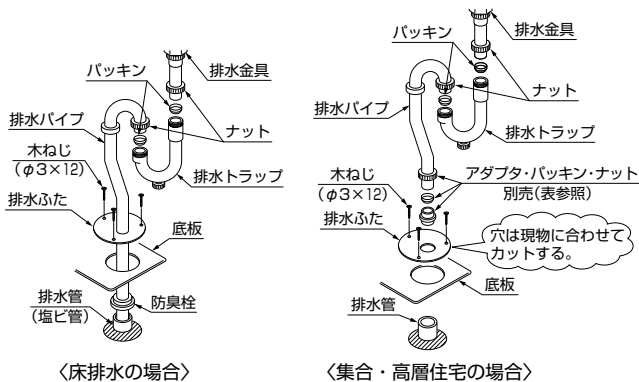 排水金具
パッキン
ナット
排水パイプ
木ねじ
(φ3×12)
排水トラップ
排水ふた
底板
排水管
(塩ビ管)
防臭栓
〈床排水の場合〉
排水金具
パッキン
ナット
排水パイプ
排水トラップ
木ねじ
(φ3×12)
アダプタ・パッキン・ナット
別売(表参照)
排水ふた
穴は現物に合わせて
カットする。
底板
排水管
〈集合・高層住宅の場合〉